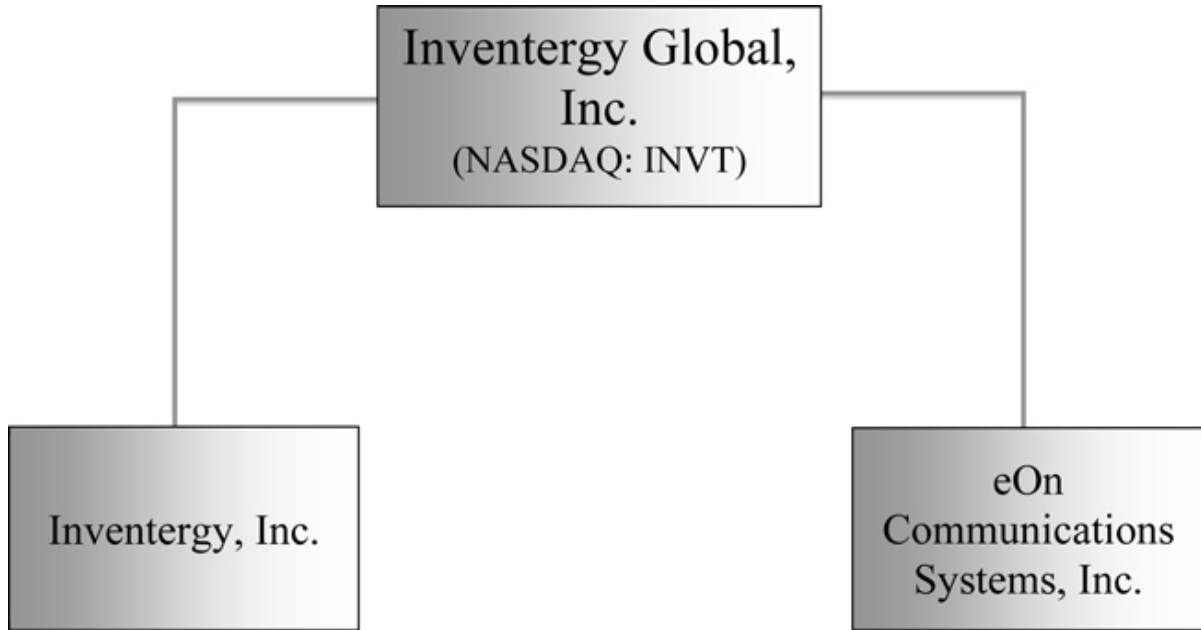 Inventergy Global,
Inc.
(NASDAQ: INVT)
Inventergy, Inc.
eOn
Communications
Systems, Inc.